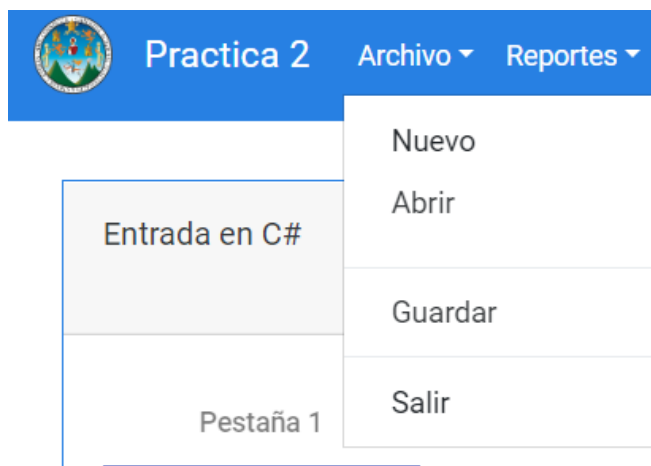 Practica 2 Archivo Reportes
Nuevo
Abrir
Entrada en C#
Guardar
Salir
Pestaña 1